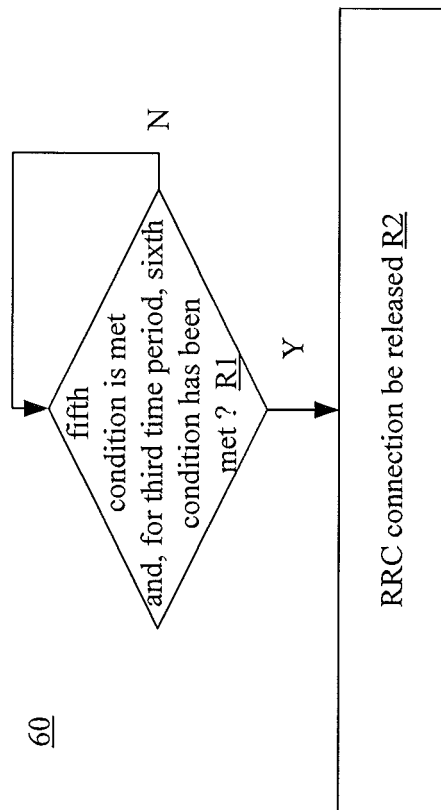 60
fifth
condition is met
and, for third time period, sixth
condition has been
met ? R1
N
Y
RRC connection be released R2